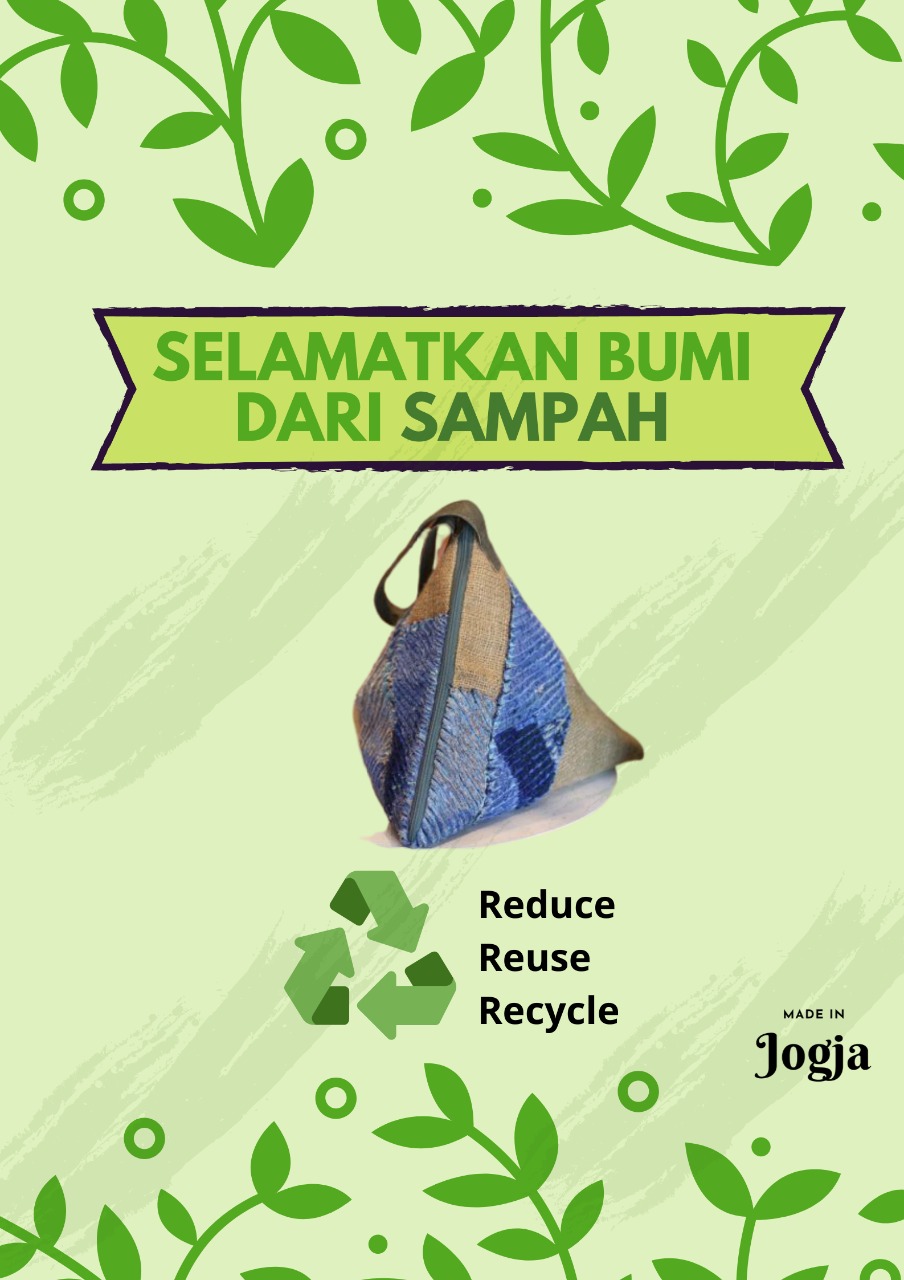 SELAMATKAN BUMI
DARI SAMPAH
Reduce
Reuse
Recycle
MADE IN
Jogja